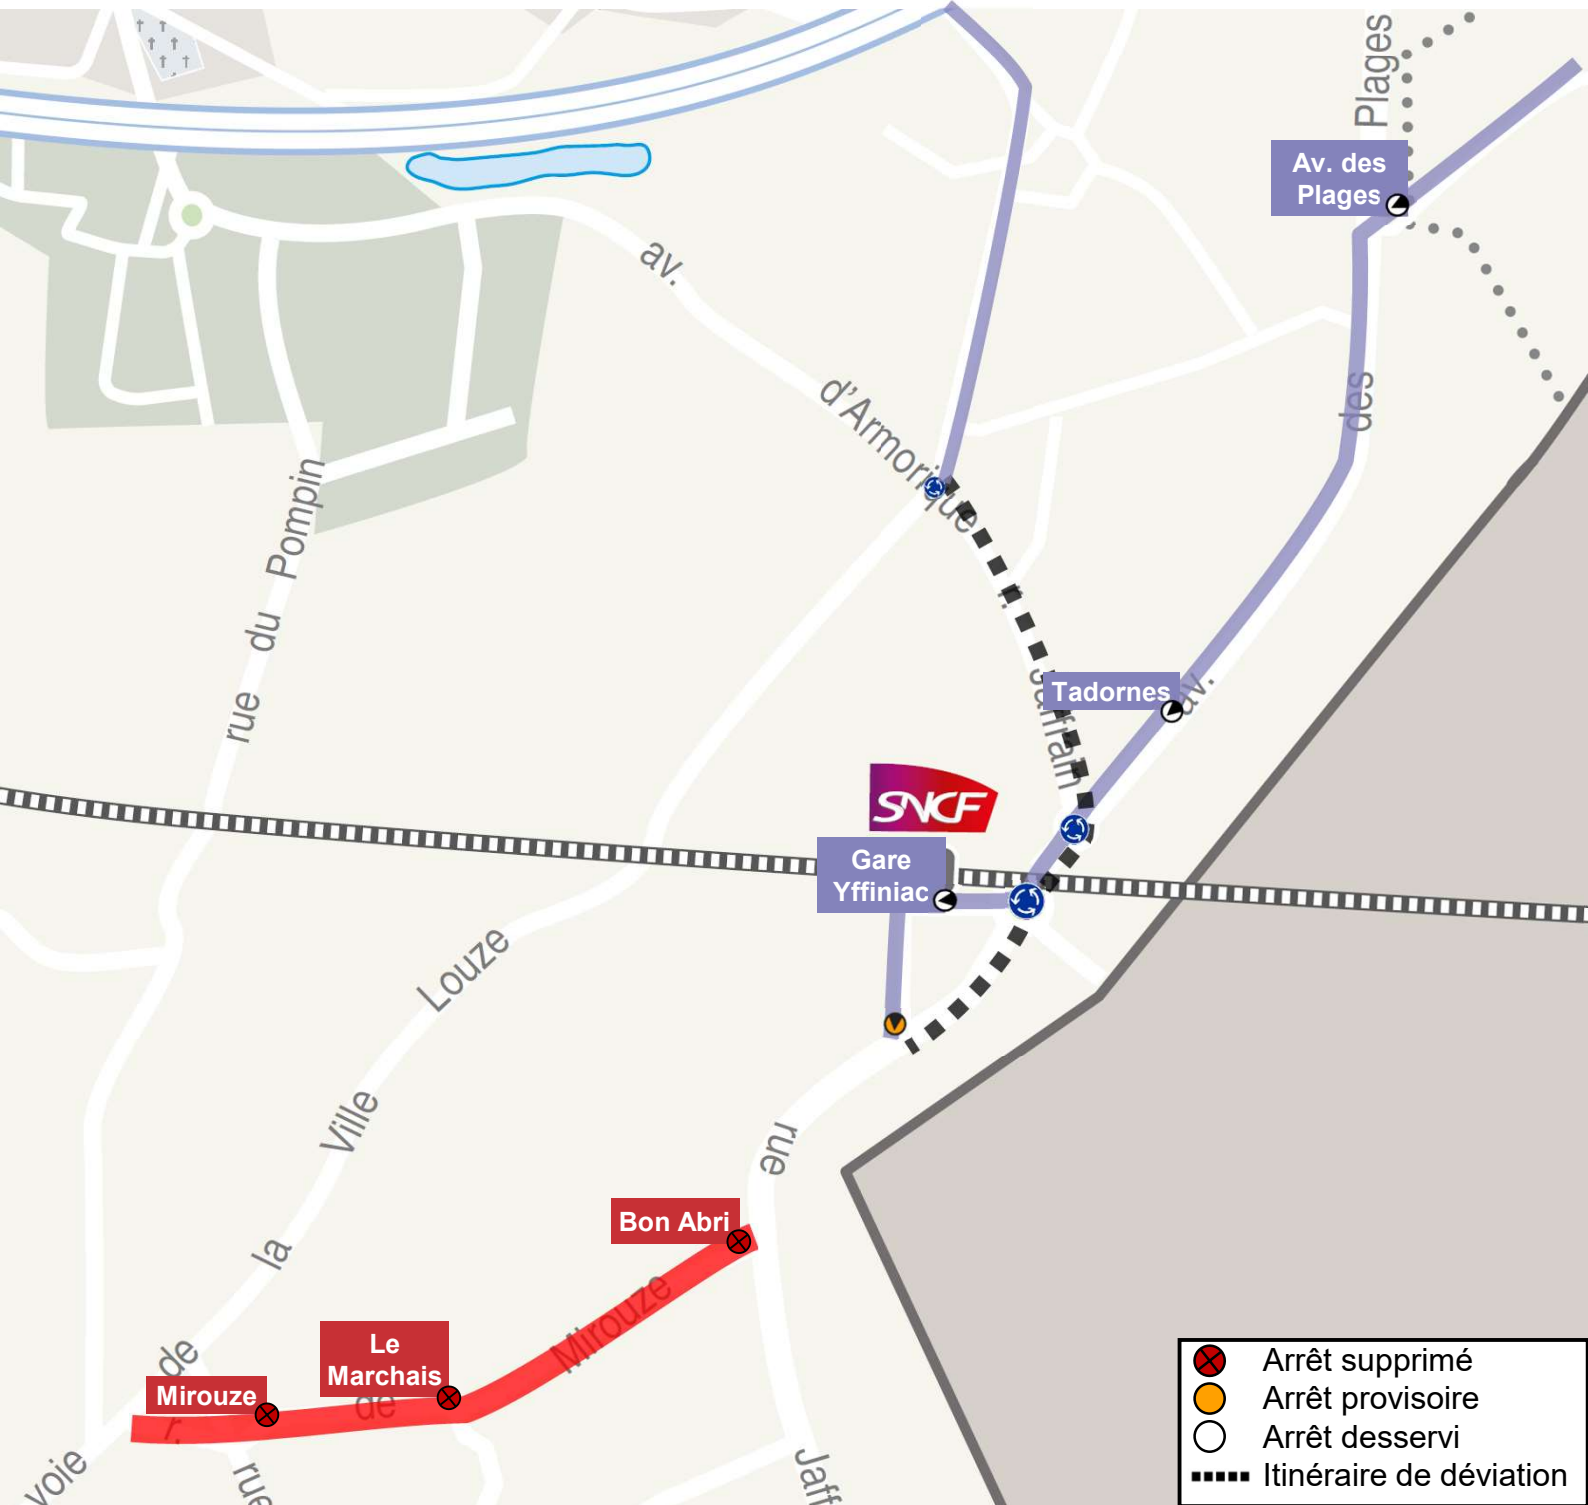 Plages
Av. des
Plages
av.
d'Armorique
des
rue du Pompin
r.
Jaffrain
Tadornes
av.
SNCF
Gare
Yffiniac
voie de la Ville Louze
rue
Bon Abri
r. de Mirouze
Le
Marchais
Mirouze
rue
Jaff
Arrêt supprimé
Arrêt provisoire
Arrêt desservi
Itinéraire de déviation